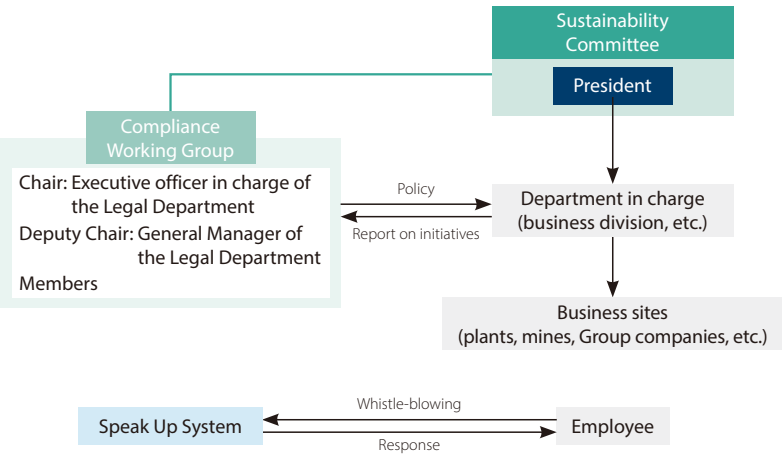 Sustainability
Committee
President
Compliance
Working Group
Chair: Executive officer in charge of
the Legal Department
Deputy Chair: General Manager of
the Legal Department
Members
Policy
Report on initiatives
Department in charge
(business division, etc.)
Business sites
(plants, mines, Group companies, etc.)
Speak Up System
Whistle-blowing
Response
Employee